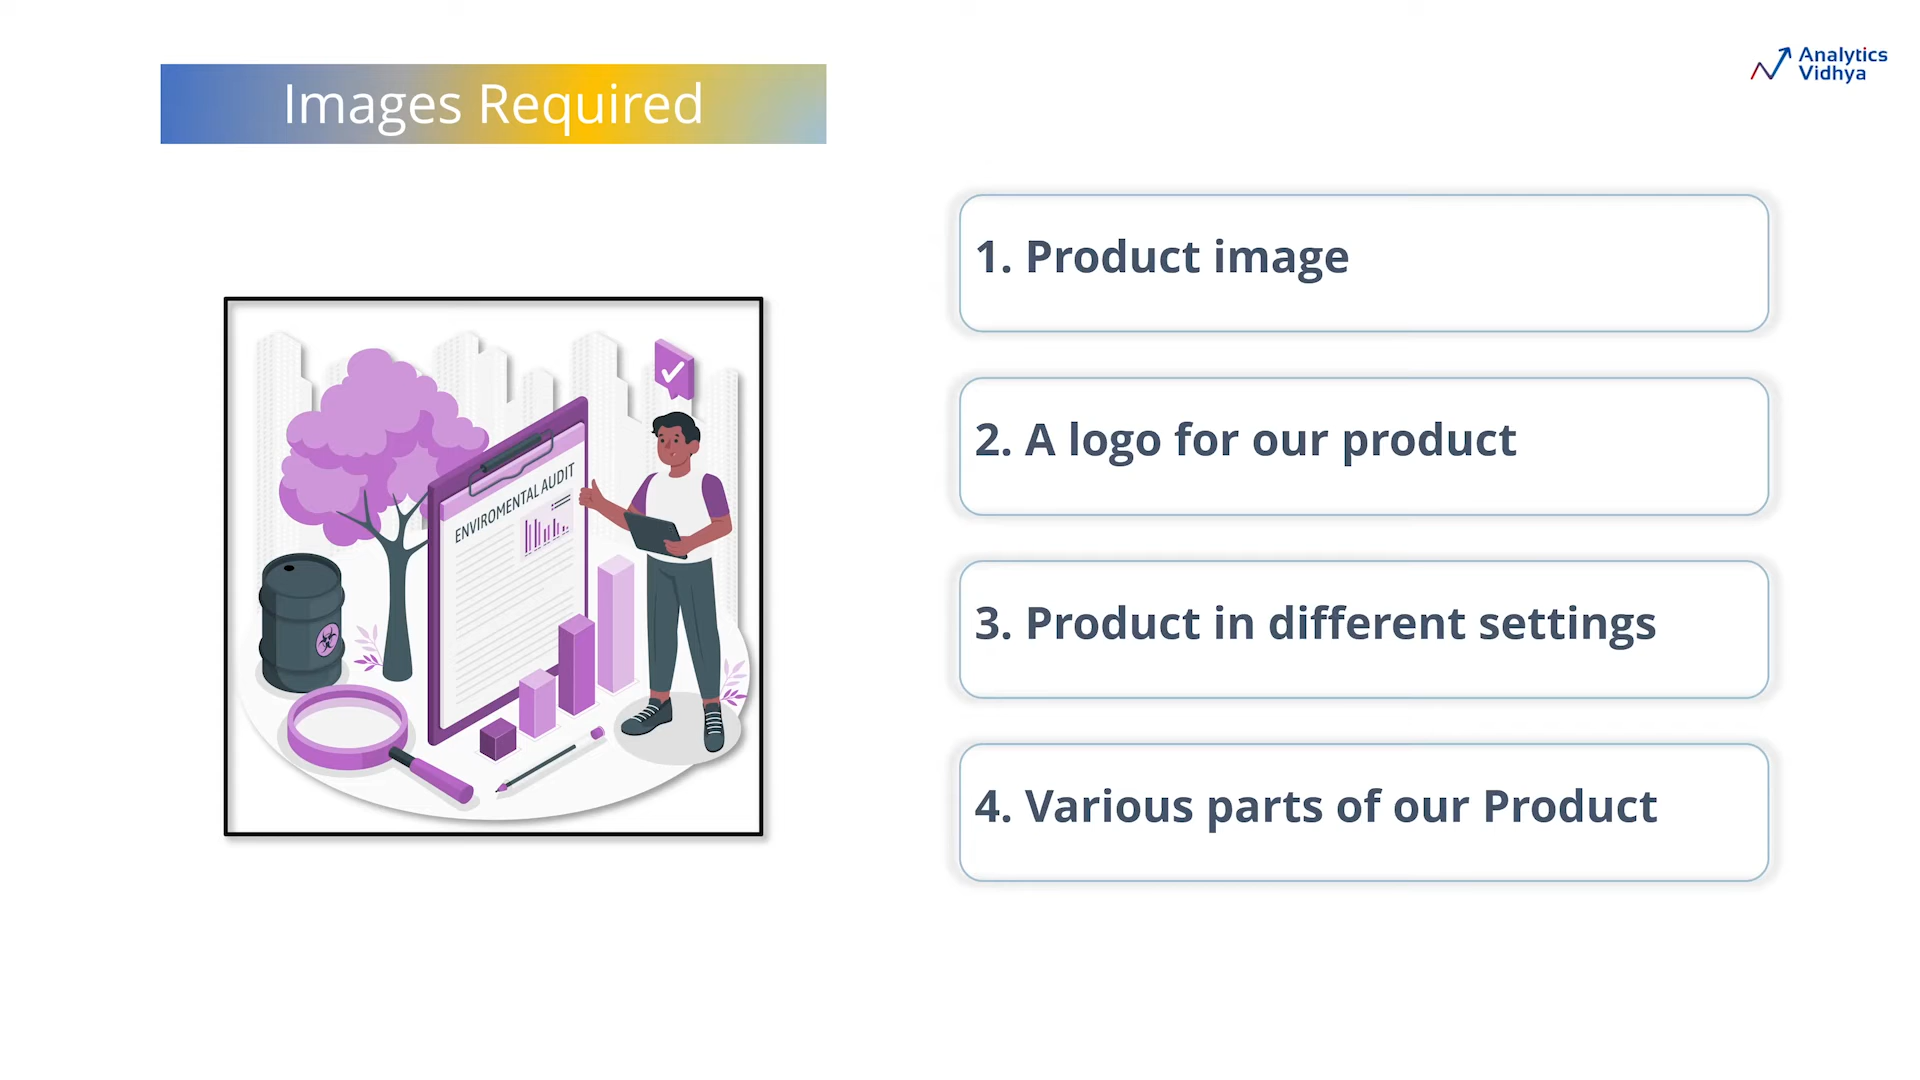 Images Required
Analytics
Vidhya
1. Product image
2. A logo for our product
3. Product in different settings
4. Various parts of our Product
ENVIROMENTAL AUDIT